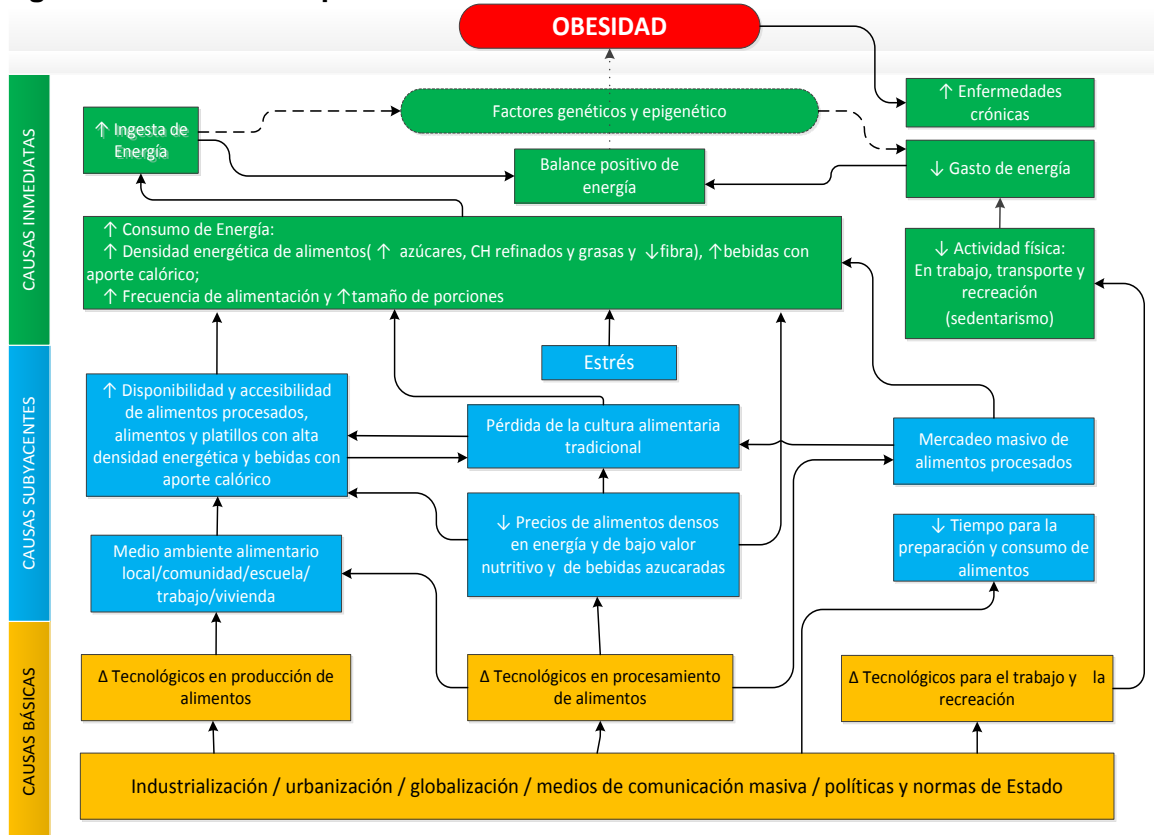 OBESIDAD
CAUSAS INMEDIATAS
↑ Enfermedades
crónicas
Factores genéticos y epigenético
↑ Ingesta de
Energía
Balance positivo de
energía
↓ Gasto de energía
↑ Consumo de Energía:
↑ Densidad energética de alimentos( ↑ azúcares, CH refinados y grasas y ↓fibra), ↑bebidas con
aporte calórico;
↑ Frecuencia de alimentación y ↑tamaño de porciones
↓ Actividad física:
En trabajo, transporte y
recreación
(sedentarismo)
CAUSAS SUBYACENTES
Estrés
↑ Disponibilidad y accesibilidad
de alimentos procesados,
alimentos y platillos con alta
densidad energética y bebidas con
aporte calórico
Pérdida de la cultura alimentaria
tradicional
Mercadeo masivo de
alimentos procesados
↓ Precios de alimentos densos
en energía y de bajo valor
nutritivo y de bebidas azucaradas
↓ Tiempo para la
preparación y consumo de
alimentos
Medio ambiente alimentario
local/comunidad/escuela/
trabajo/vivienda
CAUSAS BÁSICAS
Δ Tecnológicos en producción de
alimentos
Δ Tecnológicos en procesamiento
de alimentos
Δ Tecnológicos para el trabajo y la
recreación
Industrialización / urbanización / globalización / medios de comunicación masiva / políticas y normas de Estado